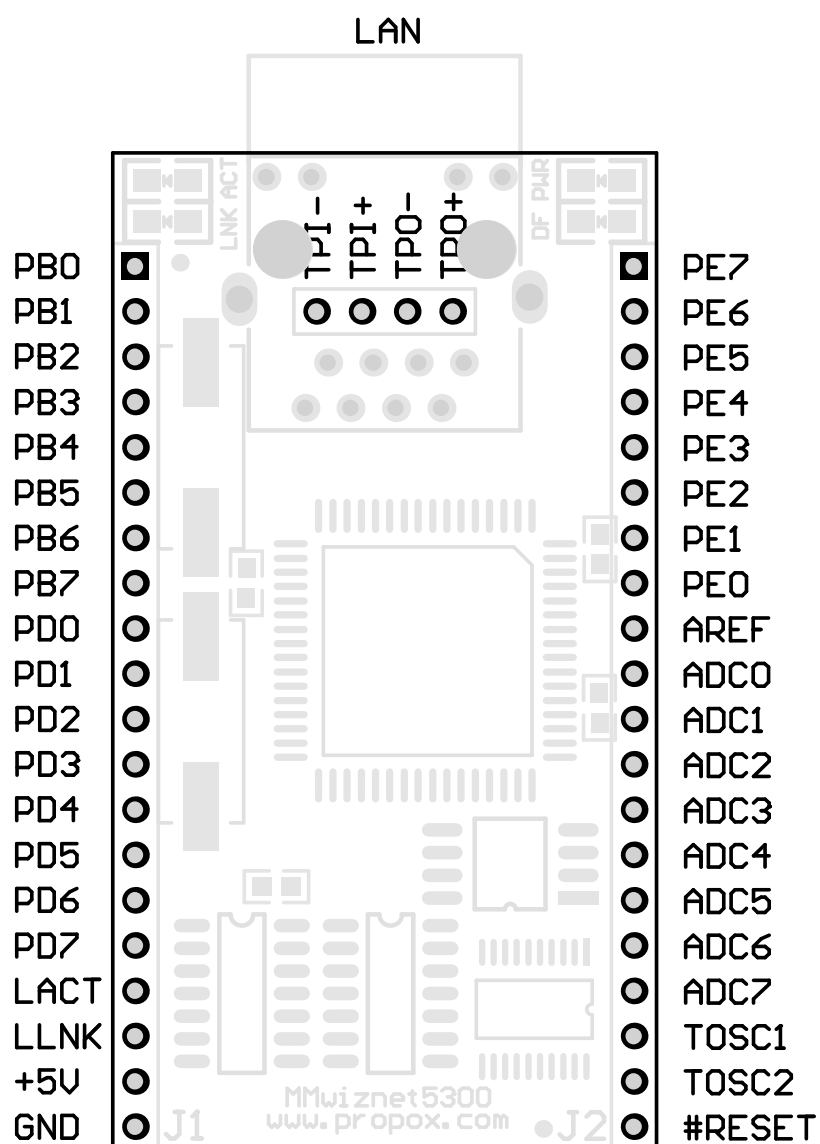 LAN
LNK ACT
DF PWR
TPI-
TPI+
TPO-
TPO+
PB0
PE7
PB1
PE6
PB2
PE5
PB3
PE4
PB4
PE3
PB5
PE2
PB6
PE1
PB7
PE0
PD0
AREF
PD1
ADC0
PD2
ADC1
PD3
ADC2
PD4
ADC3
PD5
ADC4
PD6
ADC5
PD7
ADC6
LACT
ADC7
LLNK
TOSC1
+5V
TOSC2
MMwiznet5300
www.propox.com
GND
J1
J2
#RESET